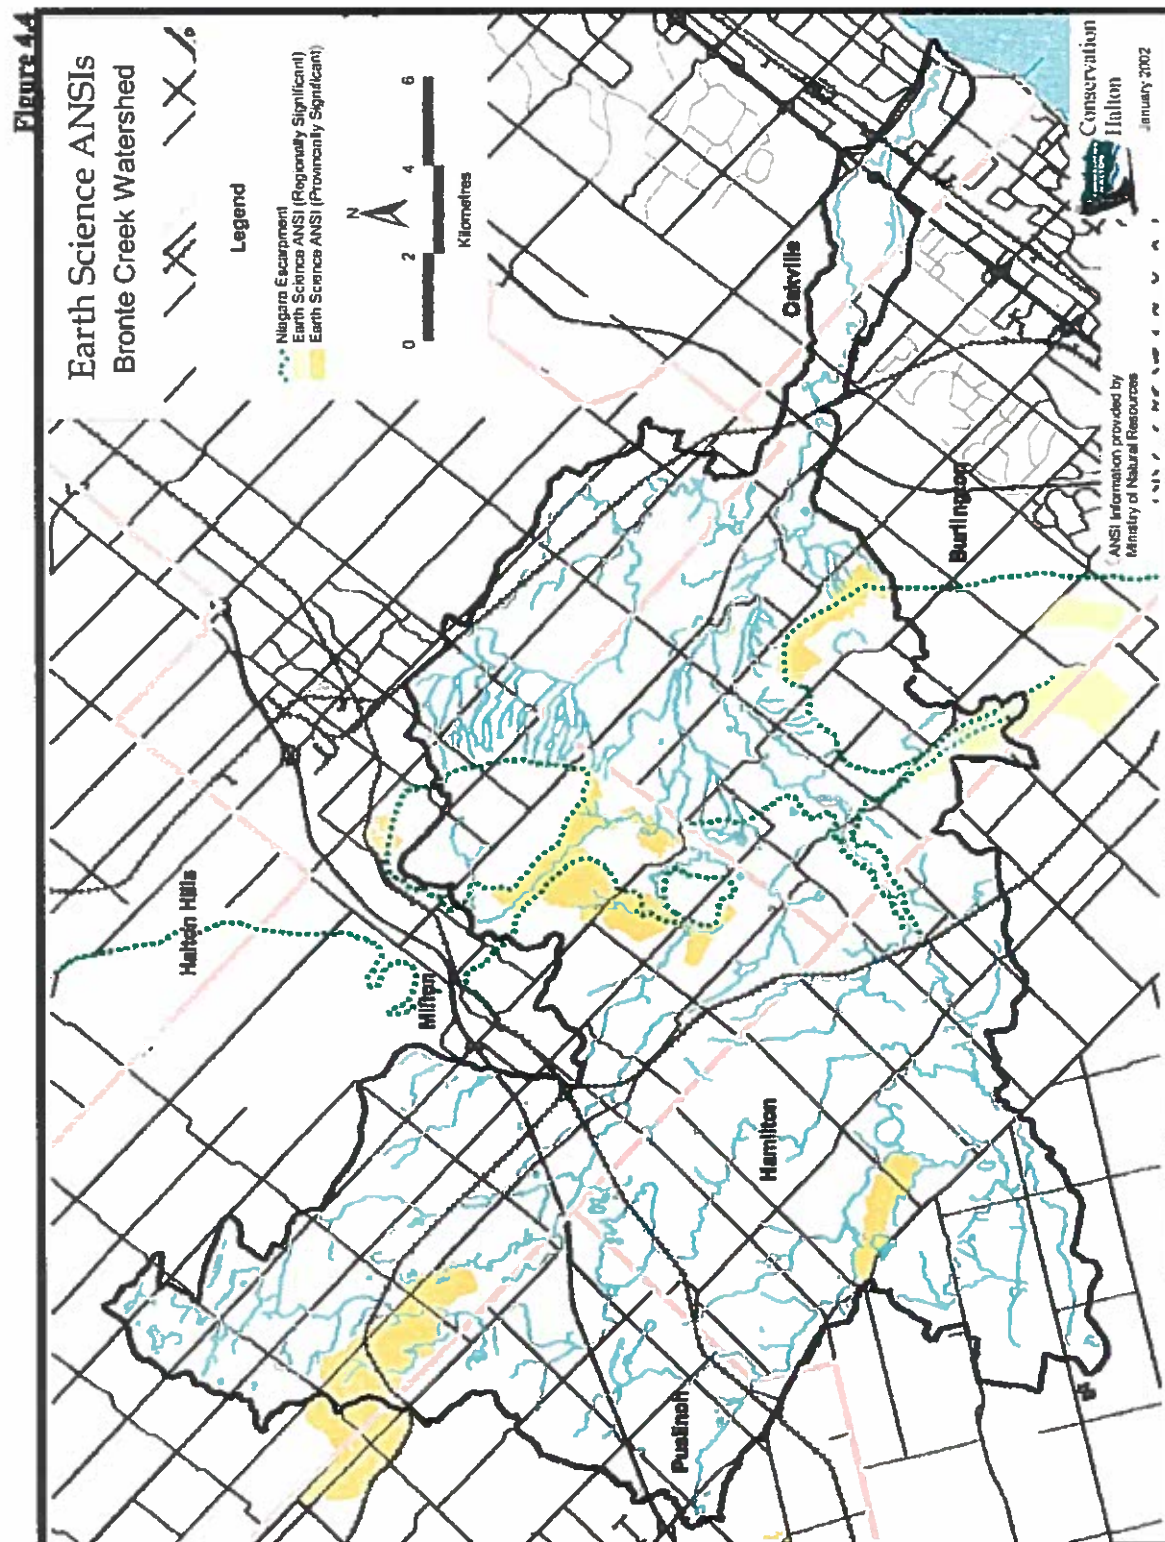 Figure 4.4
Earth Science ANSIs
Bronte Creek Watershed
Legend
Niagara Escarpment
Earth Science ANSI (Regionally Significant)
Earth Science ANSI (Provincially Significant)
N
0 2 4 6
Kilometres
Halton Hills
Milton
Oakville
Burlington
Hamilton
Puslinch
ANSI Information provided by
Ministry of Natural Resources
Conservation
Halton
January 2002